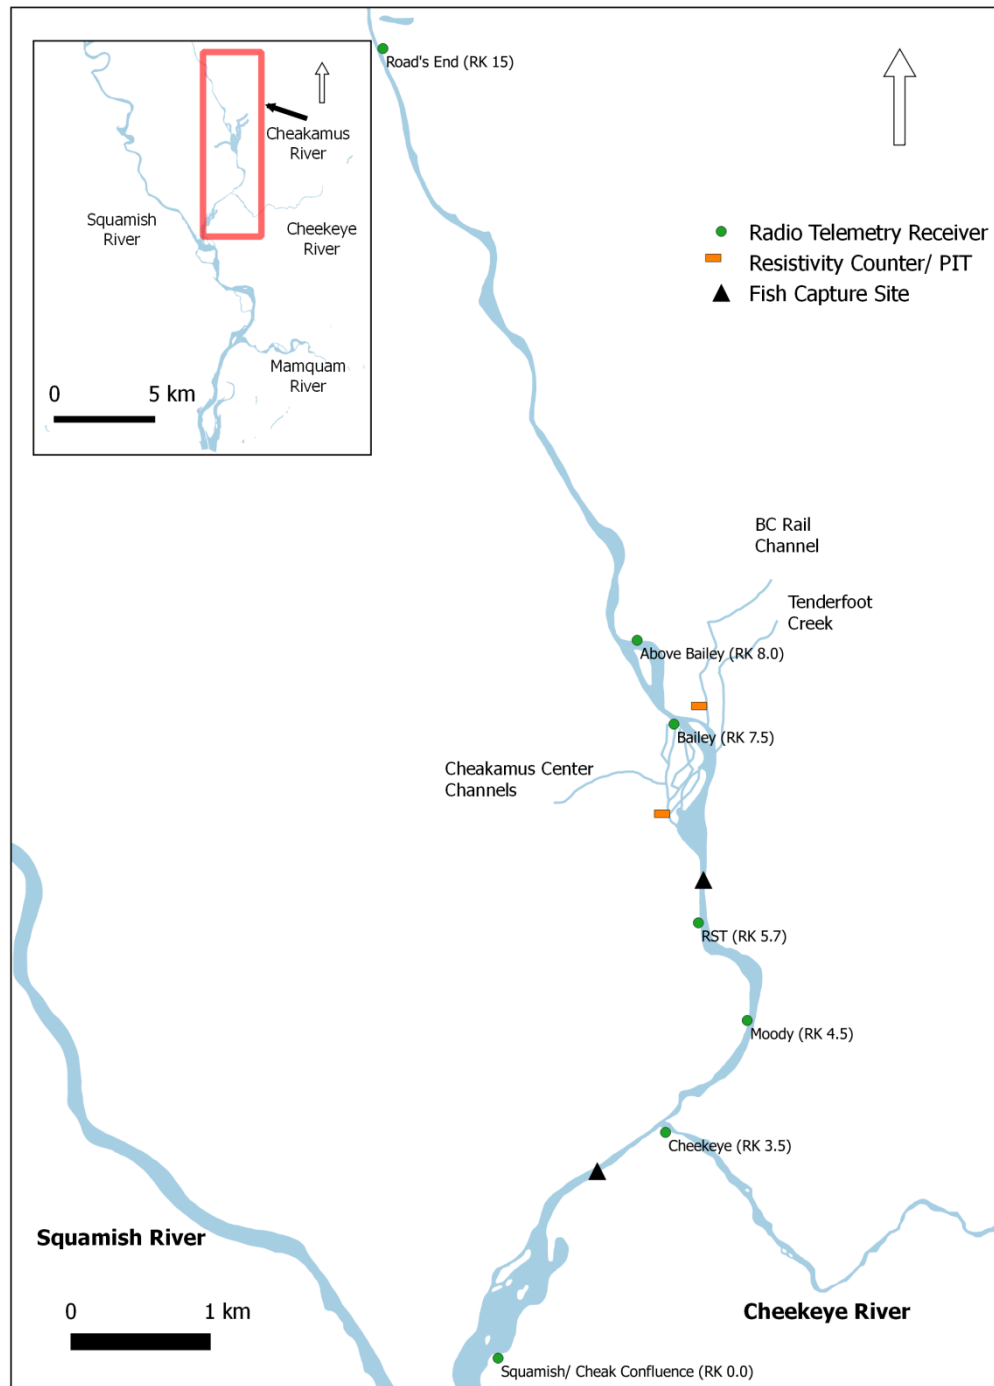 Road's End (RK 15)
Cheakamus
River
Squamish
River
Cheekeye
River
Mamquam
River
0 5 km
Radio Telemetry Receiver
Resistivity Counter/ PIT
Fish Capture Site
BC Rail
Channel
Tenderfoot
Creek
Above Bailey (RK 8.0)
Bailey (RK 7.5)
Cheakamus Center
Channels
RST (RK 5.7)
Moody (RK 4.5)
Cheekeye (RK 3.5)
Squamish River
0 1 km
Cheekeye River
Squamish/ Cheak Confluence (RK 0.0)